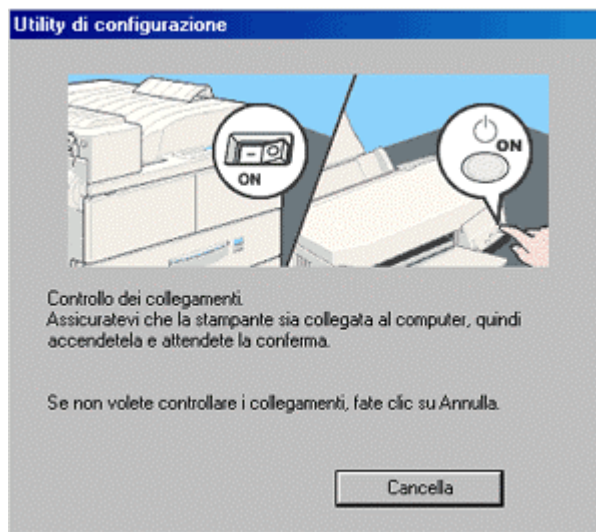 Utility di configurazione
ON
ON
Controllo dei collegamenti.
Assicuratevi che la stampante sia collegata al computer, quindi
accendetela e attendete la conferma.
Se non volete controllare i collegamenti, fate clic su Annulla.
Cancella